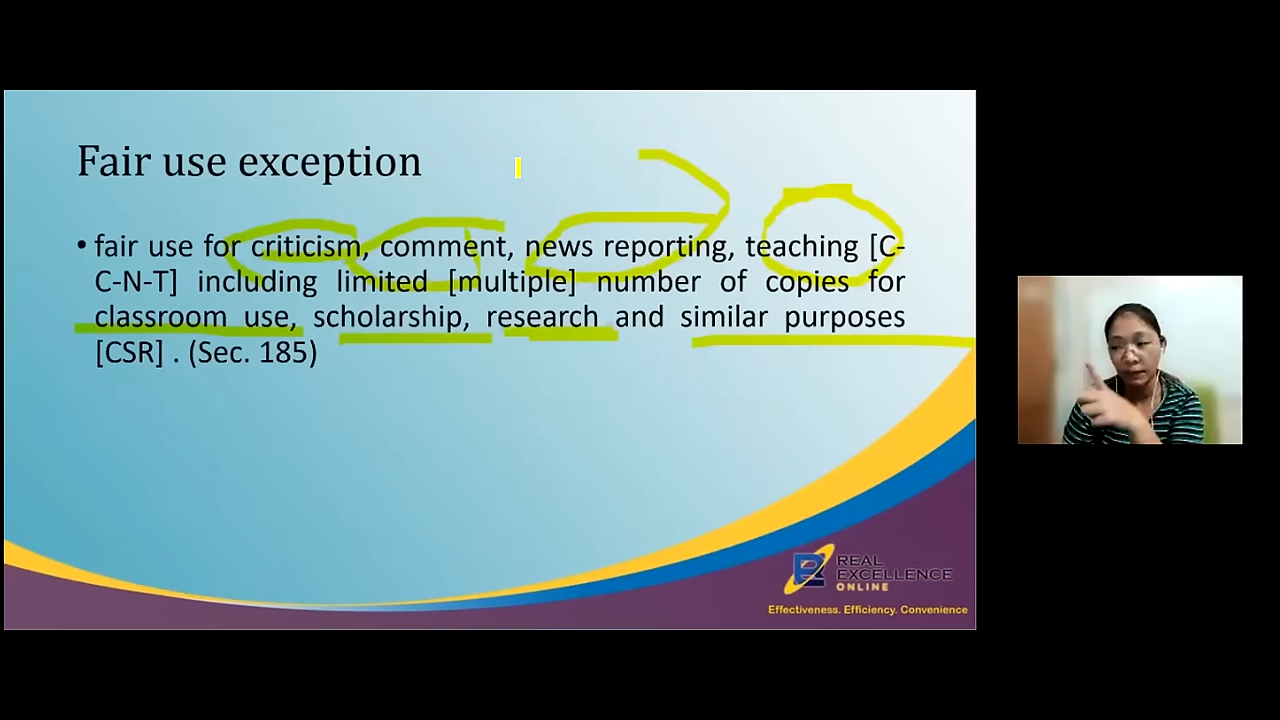 Fair use exception
• fair use for criticism, comment, news reporting, teaching [C-
C-N-T] including limited [multiple] number of copies for
classroom use, scholarship, research and similar purposes
[CSR] . (Sec. 185)
REAL
EXCELLENCE
ONLINE
Effectiveness. Efficiency. Convenience